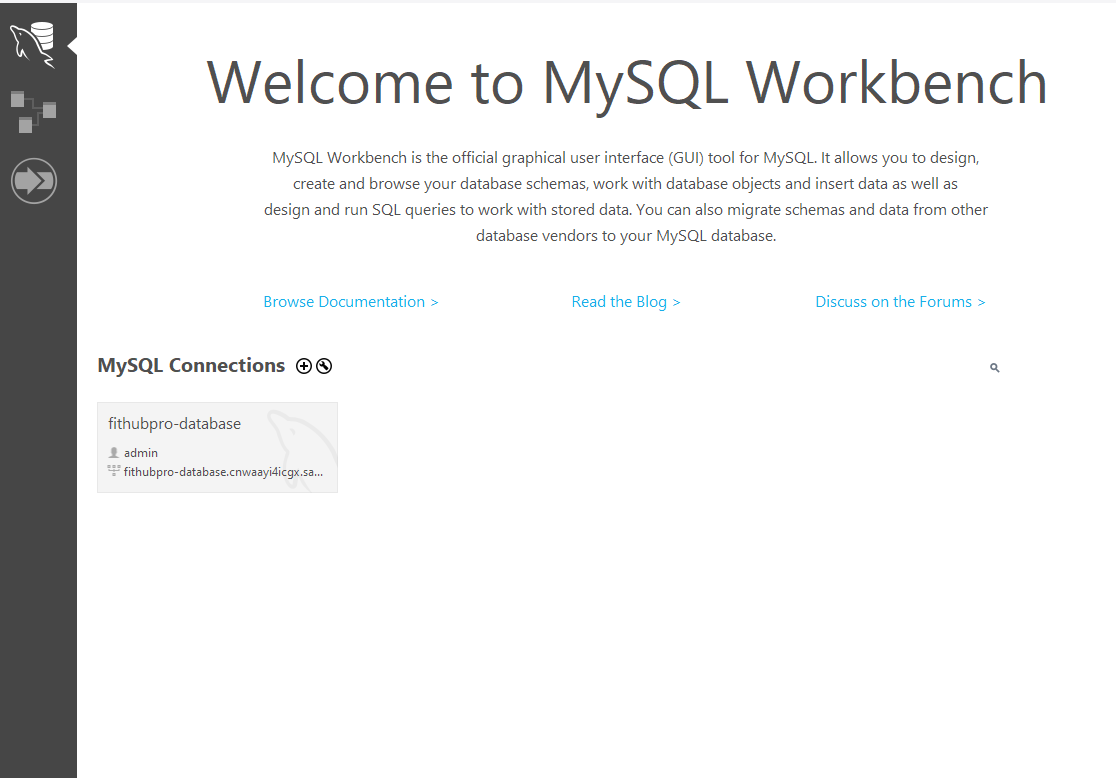 Welcome to MySQL Workbench
MySQL Workbench is the official graphical user interface (GUI) tool for MySQL. It allows you to design,
create and browse your database schemas, work with database objects and insert data as well as
design and run SQL queries to work with stored data. You can also migrate schemas and data from other
database vendors to your MySQL database.
Browse Documentation > Read the Blog > Discuss on the Forums >
MySQL Connections
fithubpro-database
admin
fithubpro-database.cnwaayi4icgx.sa...